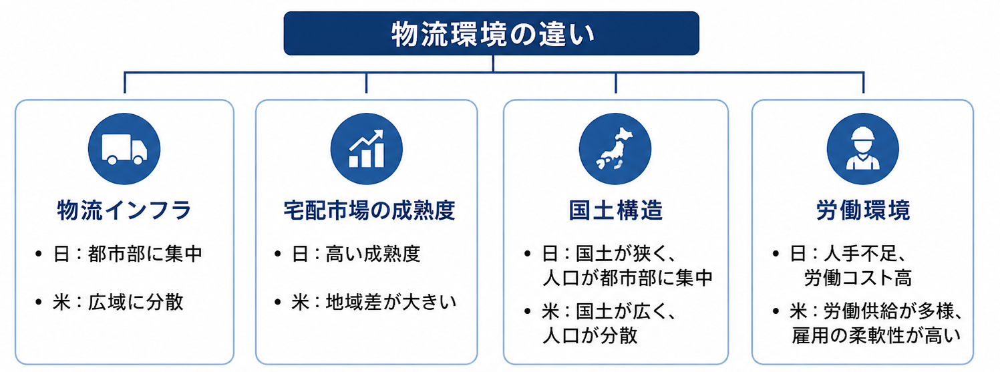 物流環境の違い
物流インフラ
• 日：都市部に集中
• 米：広域に分散
宅配市場の成熟度
• 日：高い成熟度
• 米：地域差が大きい
国土構造
• 日：国土が狭く、
人口が都市部に集中
• 米：国土が広く、
人口が分散
労働環境
• 日：人手不足、
労働コスト高
• 米：労働供給が多様、
雇用の柔軟性が高い